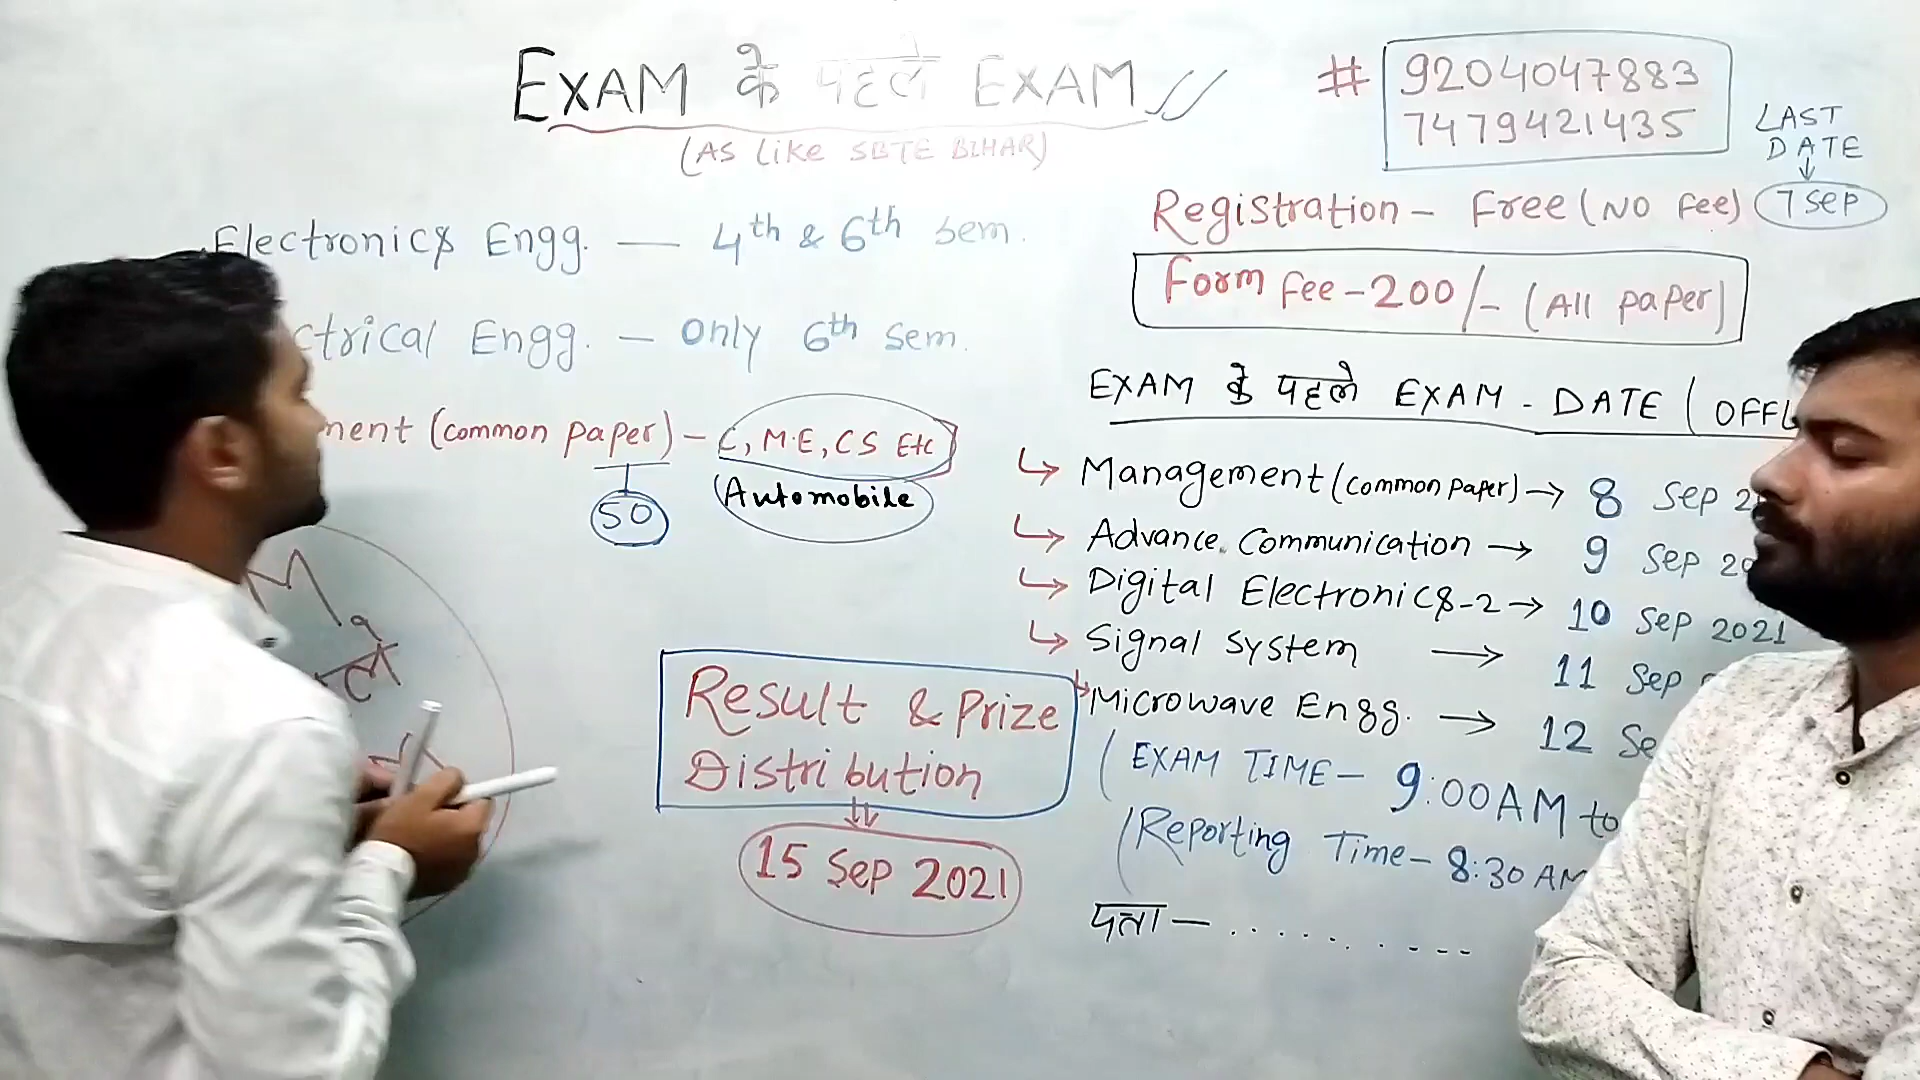 EXAM के पहले EXAM
(AS Like SBTE BIHAR)
Electronics Engg. — 4th & 6th Sem.
ctrical Engg. — only 6th Sem.
ment (common paper) – C, M.E, CS Etc
Automobile
50
Result & Prize
Distribution
15 Sep 2021
# 9204047883
7479421435
LAST
DATE
7 Sep
Registration – Free (No Fee)
Form Fee – 200/- (All paper)
EXAM के पहले EXAM - DATE (OFFL
Management (common paper) → 8 Sep 2
Advance Communication → 9 Sep 20
Digital Electronics-2 → 10 Sep 2021
Signal System → 11 Sep
Microwave Engg. → 12 Se
(EXAM TIME – 9:00AM to
(Reporting Time – 8:30 AM
पता – . . . . . . . - - -